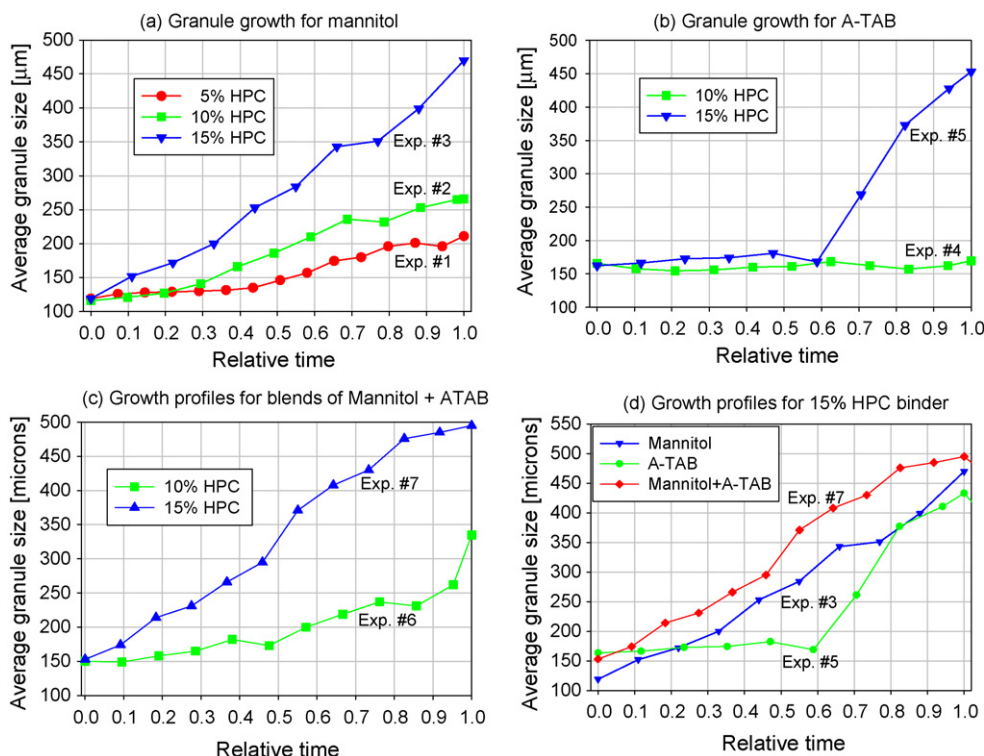 (a) Granule growth for mannitol
Average granule size [µm]
500
450
400
350
300
250
200
150
100
5% HPC
10% HPC
15% HPC
Exp. #3
Exp. #2
Exp. #1
0.0 0.1 0.2 0.3 0.4 0.5 0.6 0.7 0.8 0.9 1.0
Relative time
(b) Granule growth for A-TAB
Average granule size [µm]
500
450
400
350
300
250
200
150
100
10% HPC
15% HPC
Exp. #5
Exp. #4
0.0 0.1 0.2 0.3 0.4 0.5 0.6 0.7 0.8 0.9 1.0
Relative time
(c) Growth profiles for blends of Mannitol + ATAB
Average granule size [microns]
500
450
400
350
300
250
200
150
100
10% HPC
15% HPC
Exp. #7
Exp. #6
0.0 0.1 0.2 0.3 0.4 0.5 0.6 0.7 0.8 0.9 1.0
Relative time
(d) Growth profiles for 15% HPC binder
Average granule size [microns]
550
500
450
400
350
300
250
200
150
100
Mannitol
A-TAB
Mannitol+A-TAB
Exp. #7
Exp. #3
Exp. #5
0.0 0.1 0.2 0.3 0.4 0.5 0.6 0.7 0.8 0.9 1.0
Relative time